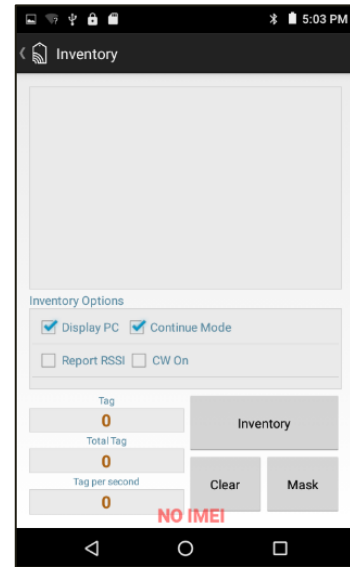 5:03 PM
Inventory
Inventory Options
Display PC Continue Mode
Report RSSI CW On
Tag
0
Inventory
Total Tag
0
Tag per second
0
Clear
Mask
NO IMEI